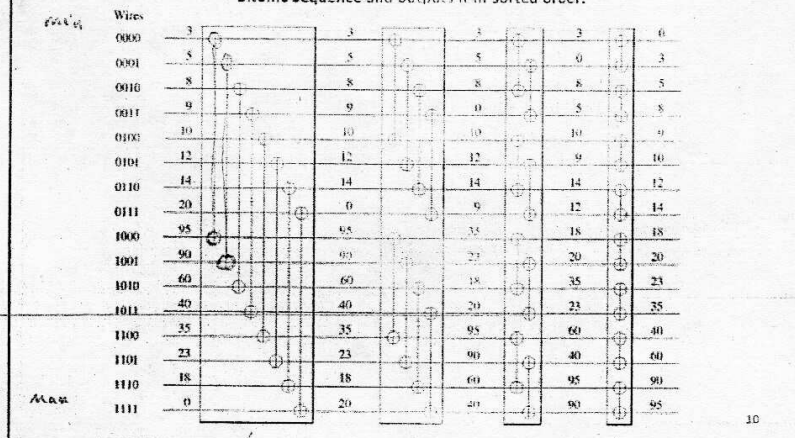 bitonic sequence and outputs it in sorted order.
Wires
min
0000 3 3 3 3 0
0001 5 5 5 0 3
0010 8 8 8 8 5
0011 9 9 0 5 8
0100 10 10 10 10 9
0101 12 12 12 9 10
0110 14 14 14 14 12
0111 20 0 9 12 14
1000 95 95 35 18 18
1001 90 90 23 20 20
1010 60 60 18 35 23
1011 40 40 20 23 35
1100 35 35 95 60 40
1101 23 23 90 40 60
1110 18 18 60 95 90
Max
1111 0 20 40 90 95
10